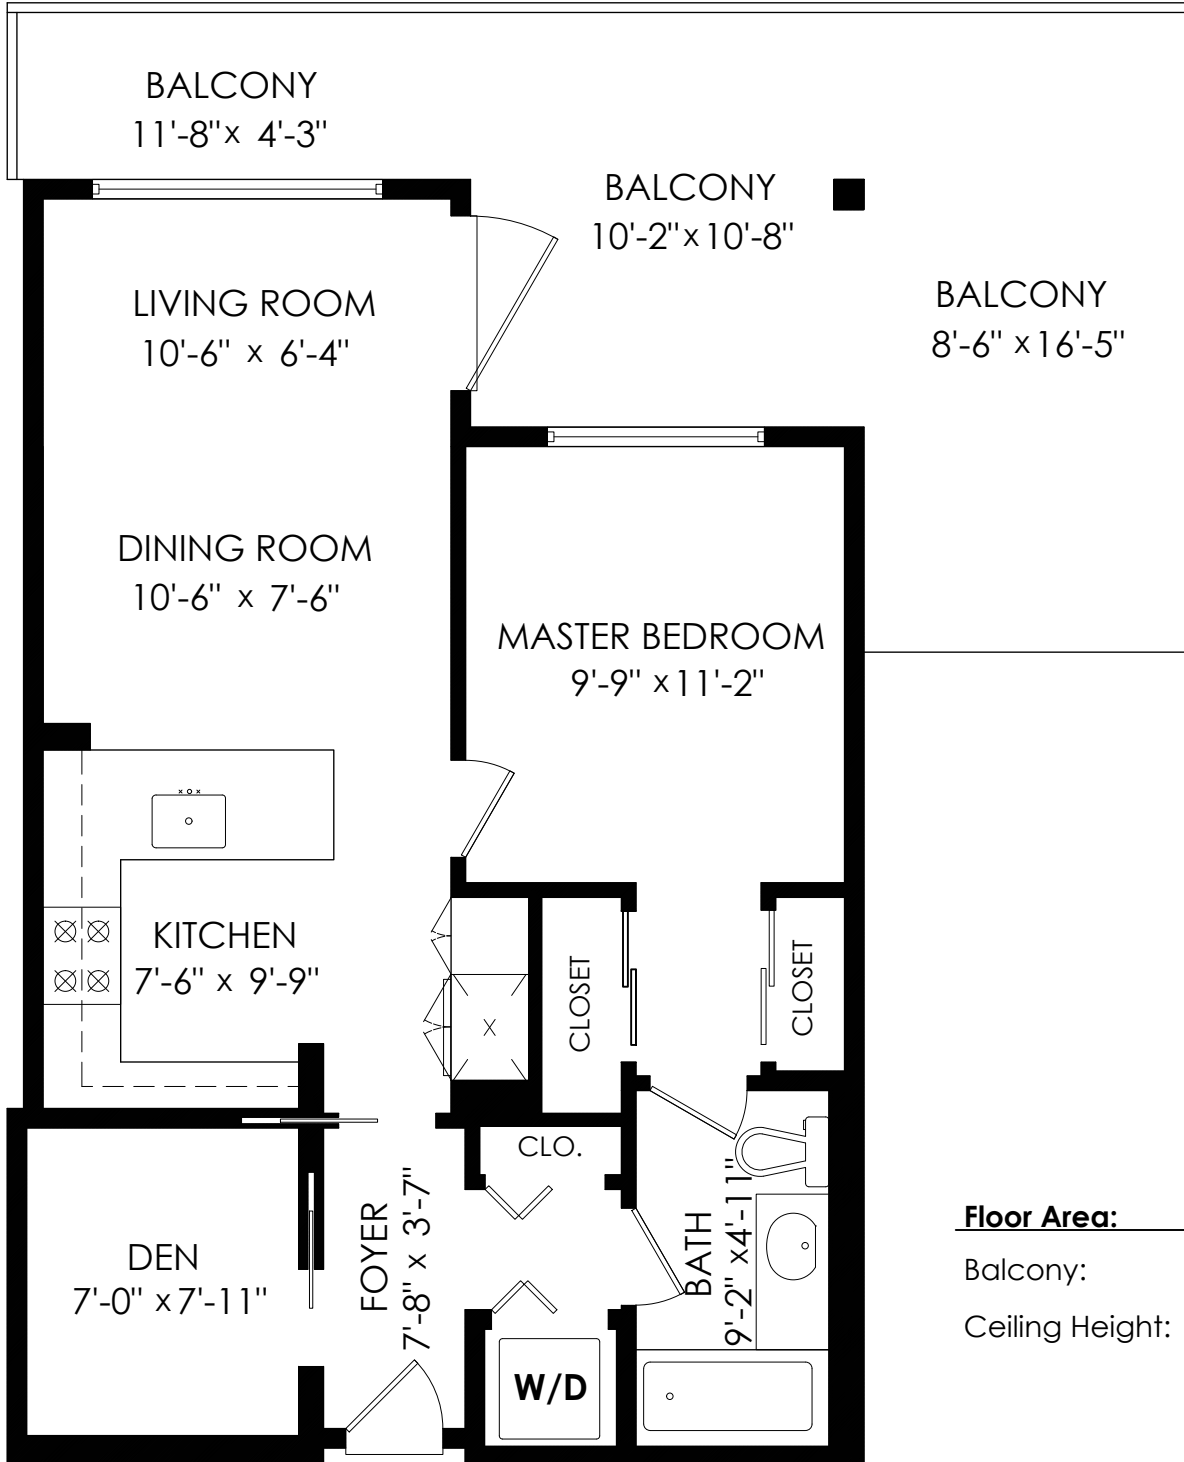 BALCONY
11'-8" x 4'-3"
BALCONY
10'-2" x 10'-8"
BALCONY
8'-6" x 16'-5"
LIVING ROOM
10'-6" x 6'-4"
DINING ROOM
10'-6" x 7'-6"
MASTER BEDROOM
9'-9" x 11'-2"
KITCHEN
7'-6" x 9'-9"
CLOSET
CLOSET
CLO.
FOYER
7'-8" x 3'-7"
BATH
9'-2" x 4'-11"
DEN
7'-0" x 7'-11"
W/D
Floor Area:
Balcony:
Ceiling Height: